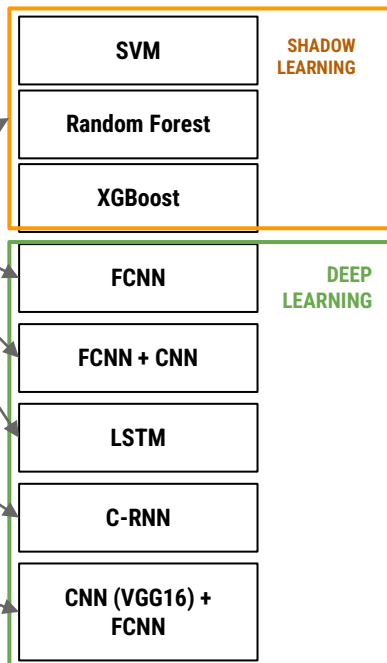 SVM
SHADOW
LEARNING
Random Forest
XGBoost
FCNN
DEEP
LEARNING
FCNN + CNN
LSTM
C-RNN
CNN (VGG16) +
FCNN